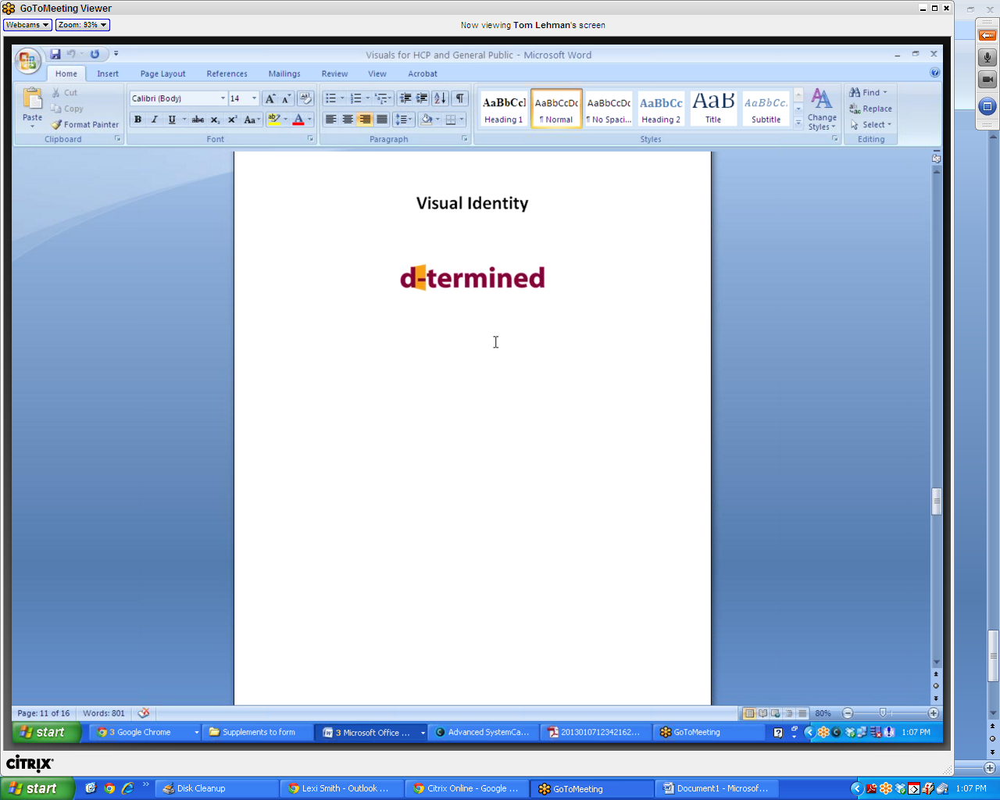 GoToMeeting Viewer
Webcams
Zoom: 93%
Now viewing Tom Lehman's screen
Visuals for HCP and General Public - Microsoft Word
Home Insert Page Layout References Mailings Review View Acrobat
Paste
Cut
Copy
Format Painter
Clipboard
Calibri (Body) 14
B I U abc x₂ x² Aa
Font
Paragraph
AaBbCc AaBbCcDc AaBbCcDc AaBbCc AaB AaBbCc.
Heading 1 ¶ Normal ¶ No Spaci... Heading 2 Title Subtitle
Styles
Change Styles
Find
Replace
Select
Editing
Visual Identity
d-termined
Page: 11 of 16 Words: 801 80%
start 3 Google Chrome Supplements to form 3 Microsoft Office ... Advanced SystemCa... 2013010712342162... GoToMeeting 1:07 PM
CITRIX
start Disk Cleanup Lexi Smith - Outlook ... Citrix Online - Google ... GoToMeeting Document1 - Microsof... 1:07 PM